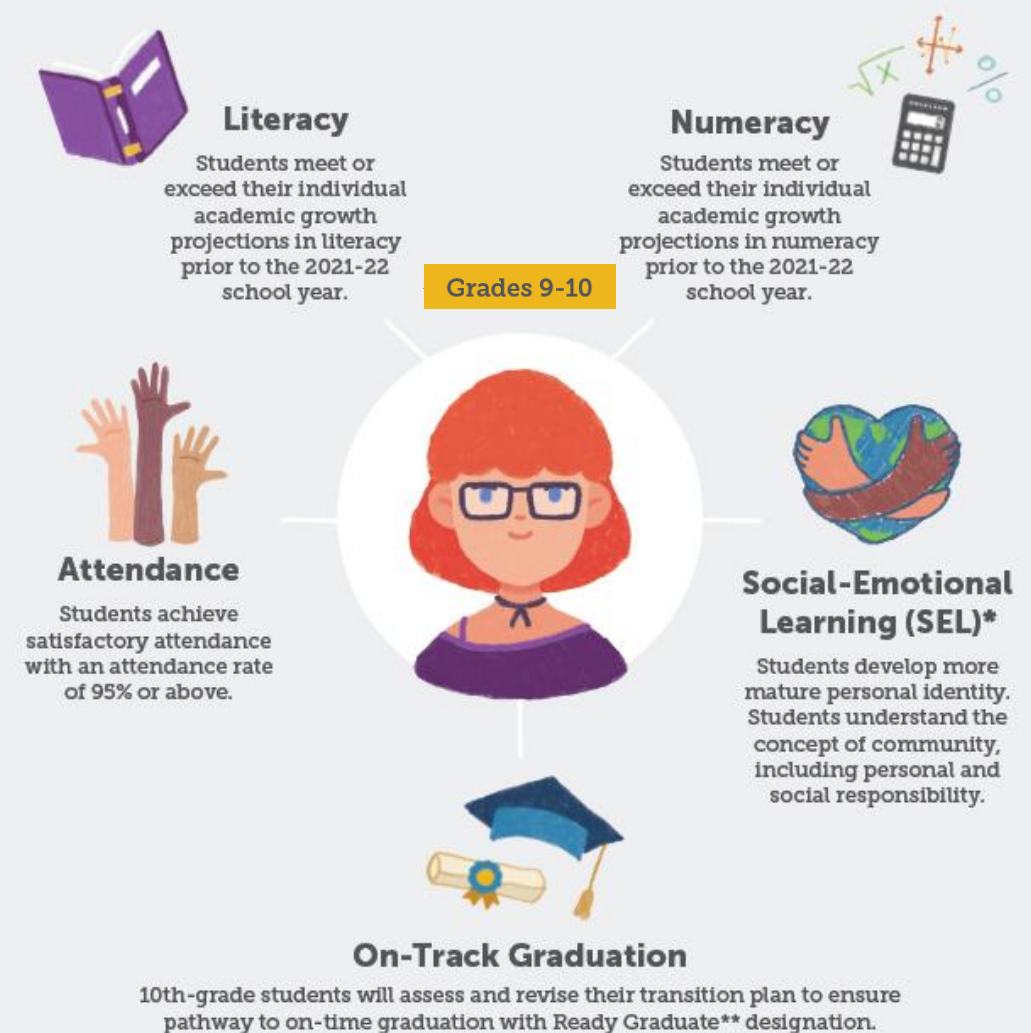 Literacy
Students meet or
exceed their individual
academic growth
projections in literacy
prior to the 2021-22
school year.
Numeracy
Students meet or
exceed their individual
academic growth
projections in numeracy
prior to the 2021-22
school year.
√x
%
Grades 9-10
Attendance
Students achieve
satisfactory attendance
with an attendance rate
of 95% or above.
Social-Emotional
Learning (SEL)*
Students develop more
mature personal identity.
Students understand the
concept of community,
including personal and
social responsibility.
On-Track Graduation
10th-grade students will assess and revise their transition plan to ensure
pathway to on-time graduation with Ready Graduate** designation.